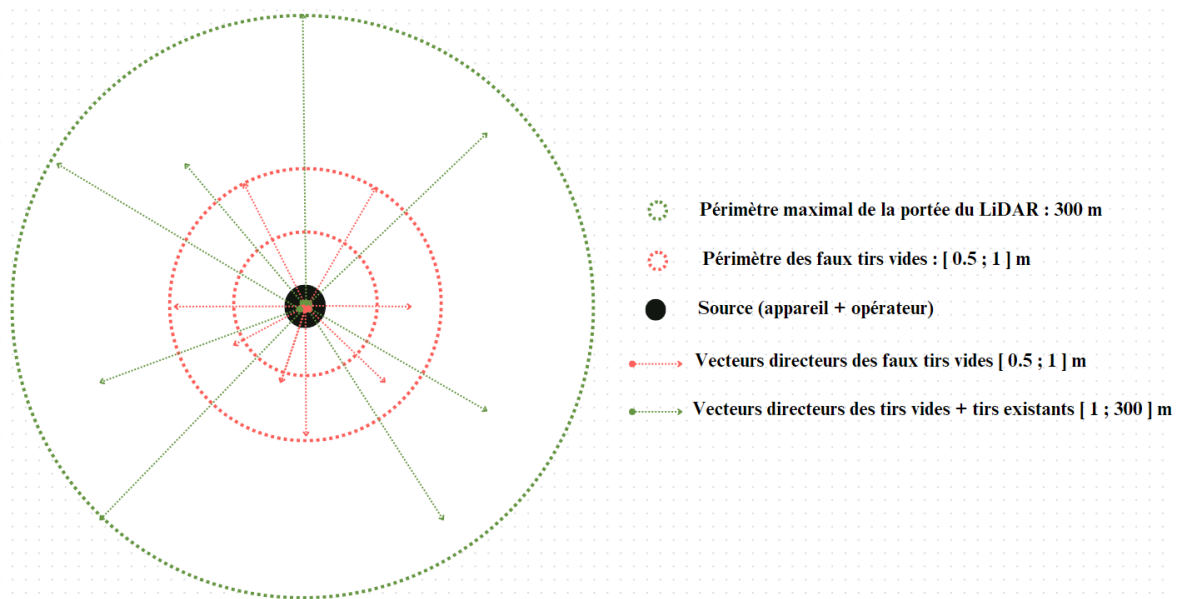 Périmètre maximal de la portée du LiDAR : 300 m
Périmètre des faux tirs vides : [ 0.5 ; 1 ] m
Source (appareil + opérateur)
Vecteurs directeurs des faux tirs vides [ 0.5 ; 1 ] m
Vecteurs directeurs des tirs vides + tirs existants [ 1 ; 300 ] m